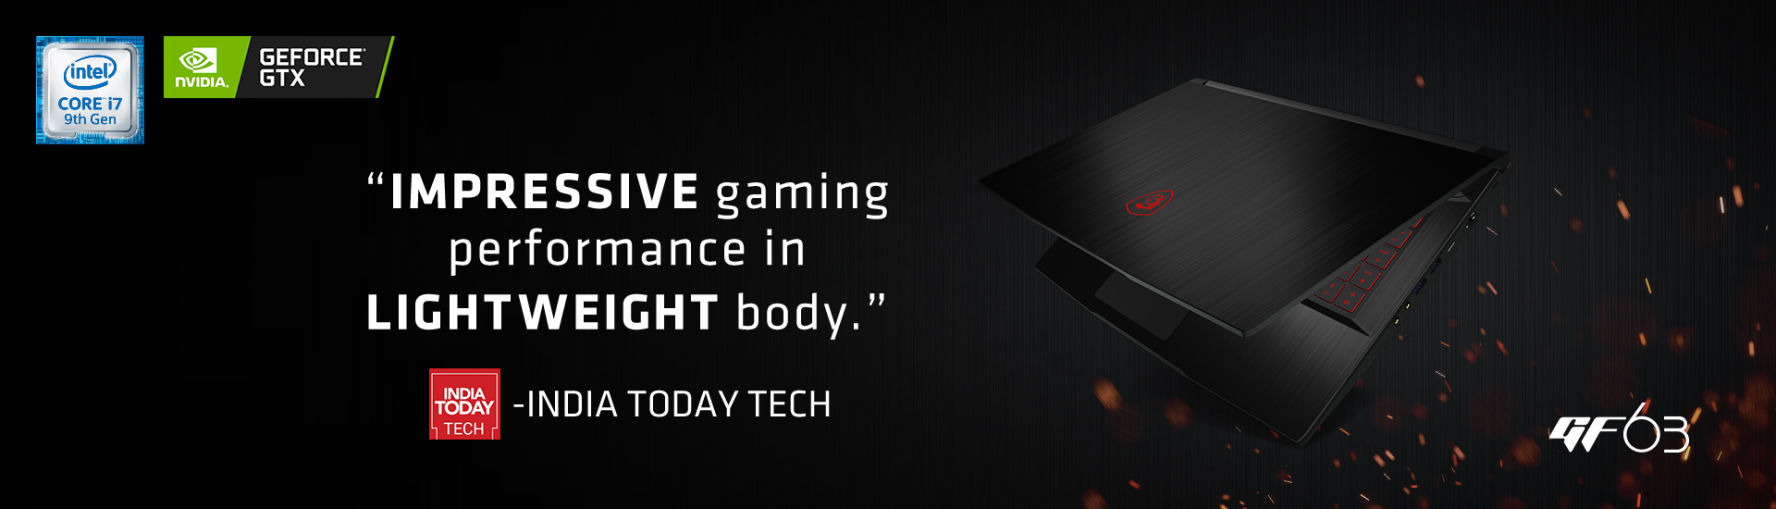 intel
CORE i7
9th Gen
NVIDIA.
GEFORCE®
GTX
“IMPRESSIVE gaming
performance in
LIGHTWEIGHT body.”
INDIA
TODAY
TECH
-INDIA TODAY TECH
GF63